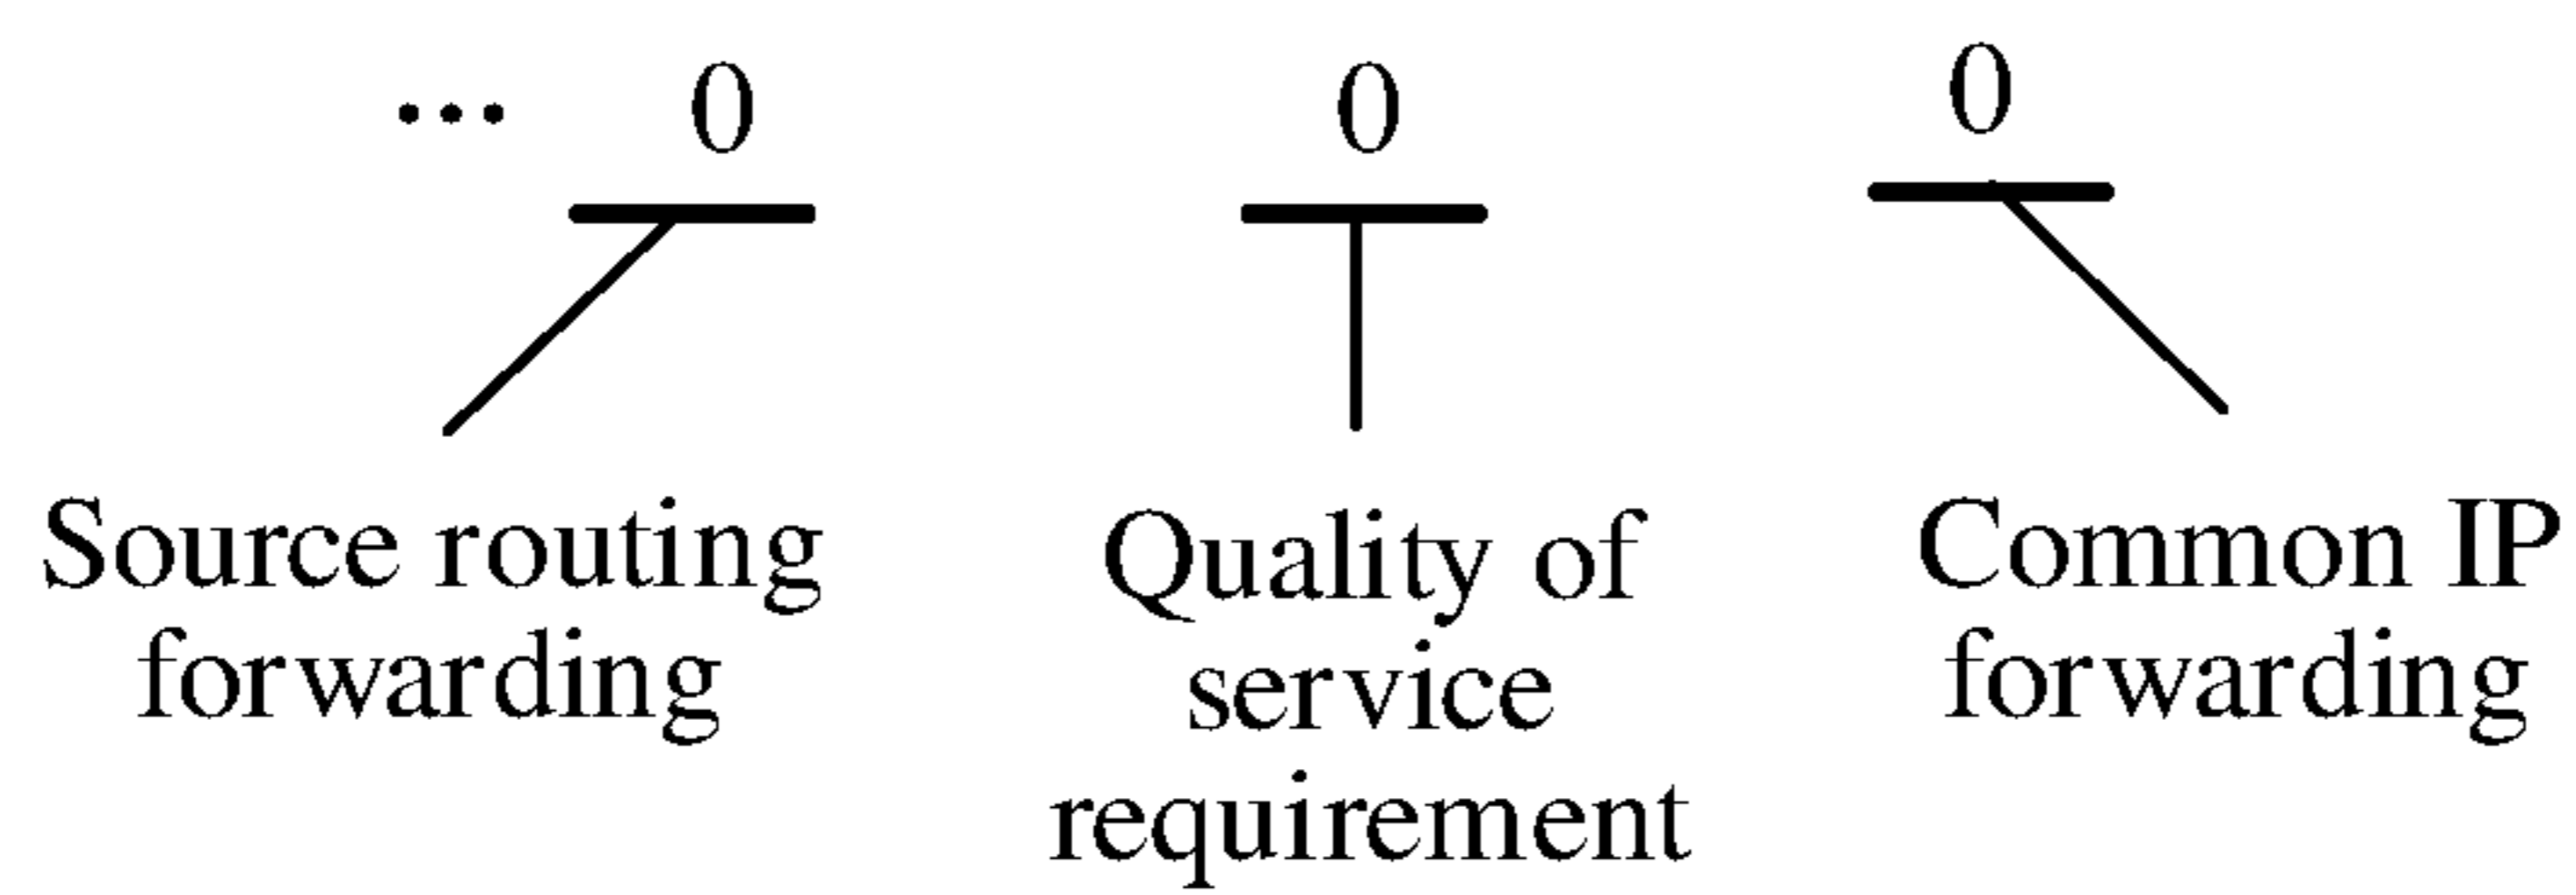 ... 0 0 0
Source routing
forwarding
Quality of
service
requirement
Common IP
forwarding